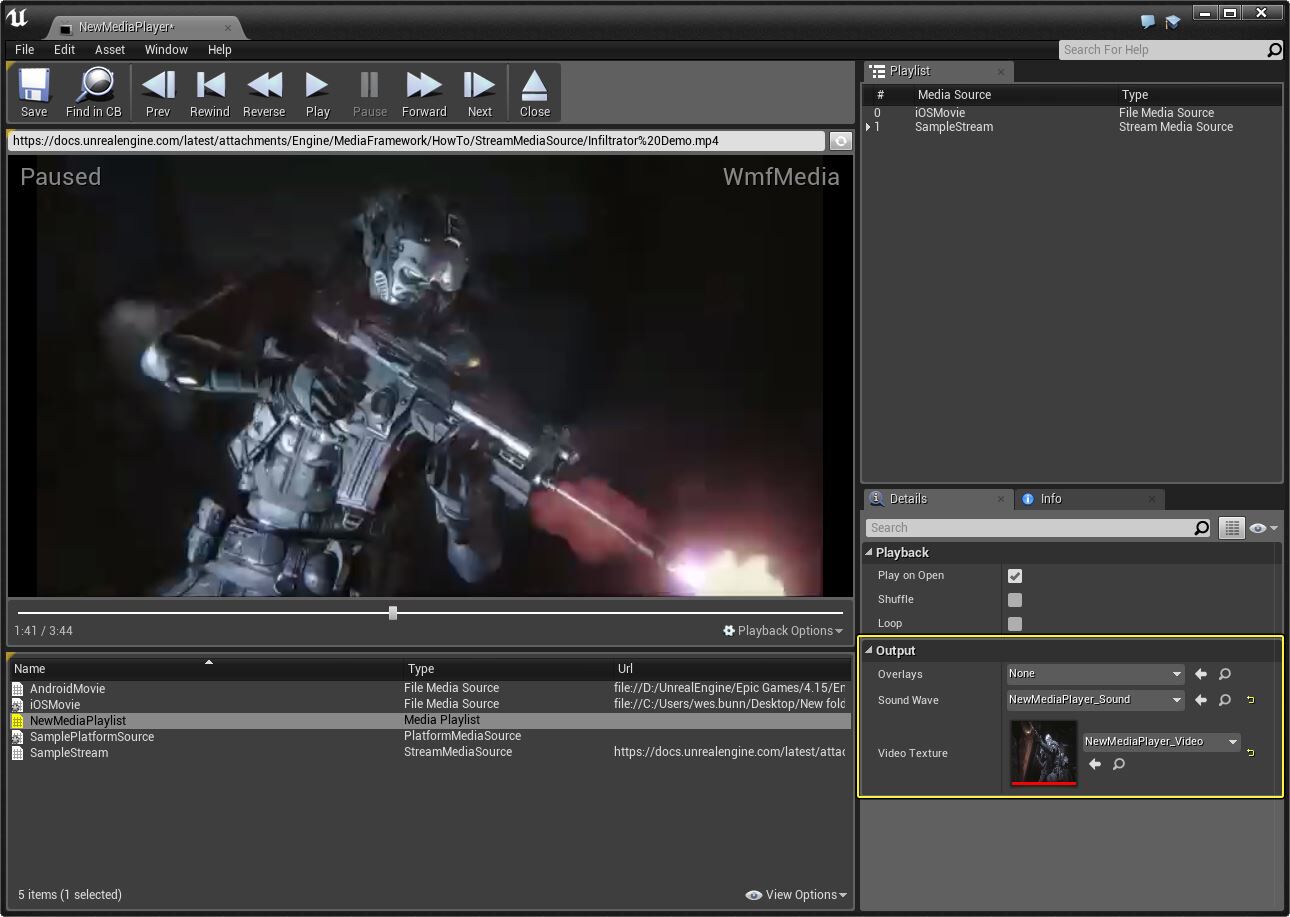 NewMediaPlayer*
File Edit Asset Window Help
Search For Help
Save Find in CB Prev Rewind Reverse Play Pause Forward Next Close
https://docs.unrealengine.com/latest/attachments/Engine/MediaFramework/HowTo/StreamMediaSource/Infiltrator%20Demo.mp4
Paused WmfMedia
1:41 / 3:44 Playback Options
Name Type Url
AndroidMovie File Media Source file://D:/UnrealEngine/Epic Games/4.15/En
iOSMovie File Media Source file://C:/Users/wes.bunn/Desktop/New fold
NewMediaPlaylist Media Playlist
SamplePlatformSource PlatformMediaSource
SampleStream StreamMediaSource https://docs.unrealengine.com/latest/attac
5 items (1 selected) View Options
Playlist
# Media Source Type
0 iOSMovie File Media Source
1 SampleStream Stream Media Source
Details Info
Search
Playback
Play on Open
Shuffle
Loop
Output
Overlays None
Sound Wave NewMediaPlayer_Sound
Video Texture NewMediaPlayer_Video